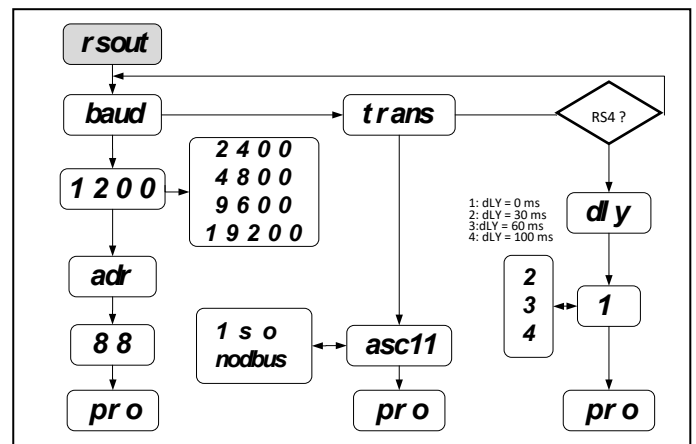 rsout
baud
trans
RS4 ?
1200
2400
4800
9600
19200
1: dLY = 0 ms
2: dLY = 30 ms
3:dLY = 60 ms
4: dLY = 100 ms
dly
adr
2
3
4
1
88
1so
nodbus
asc11
pro
pro
pro